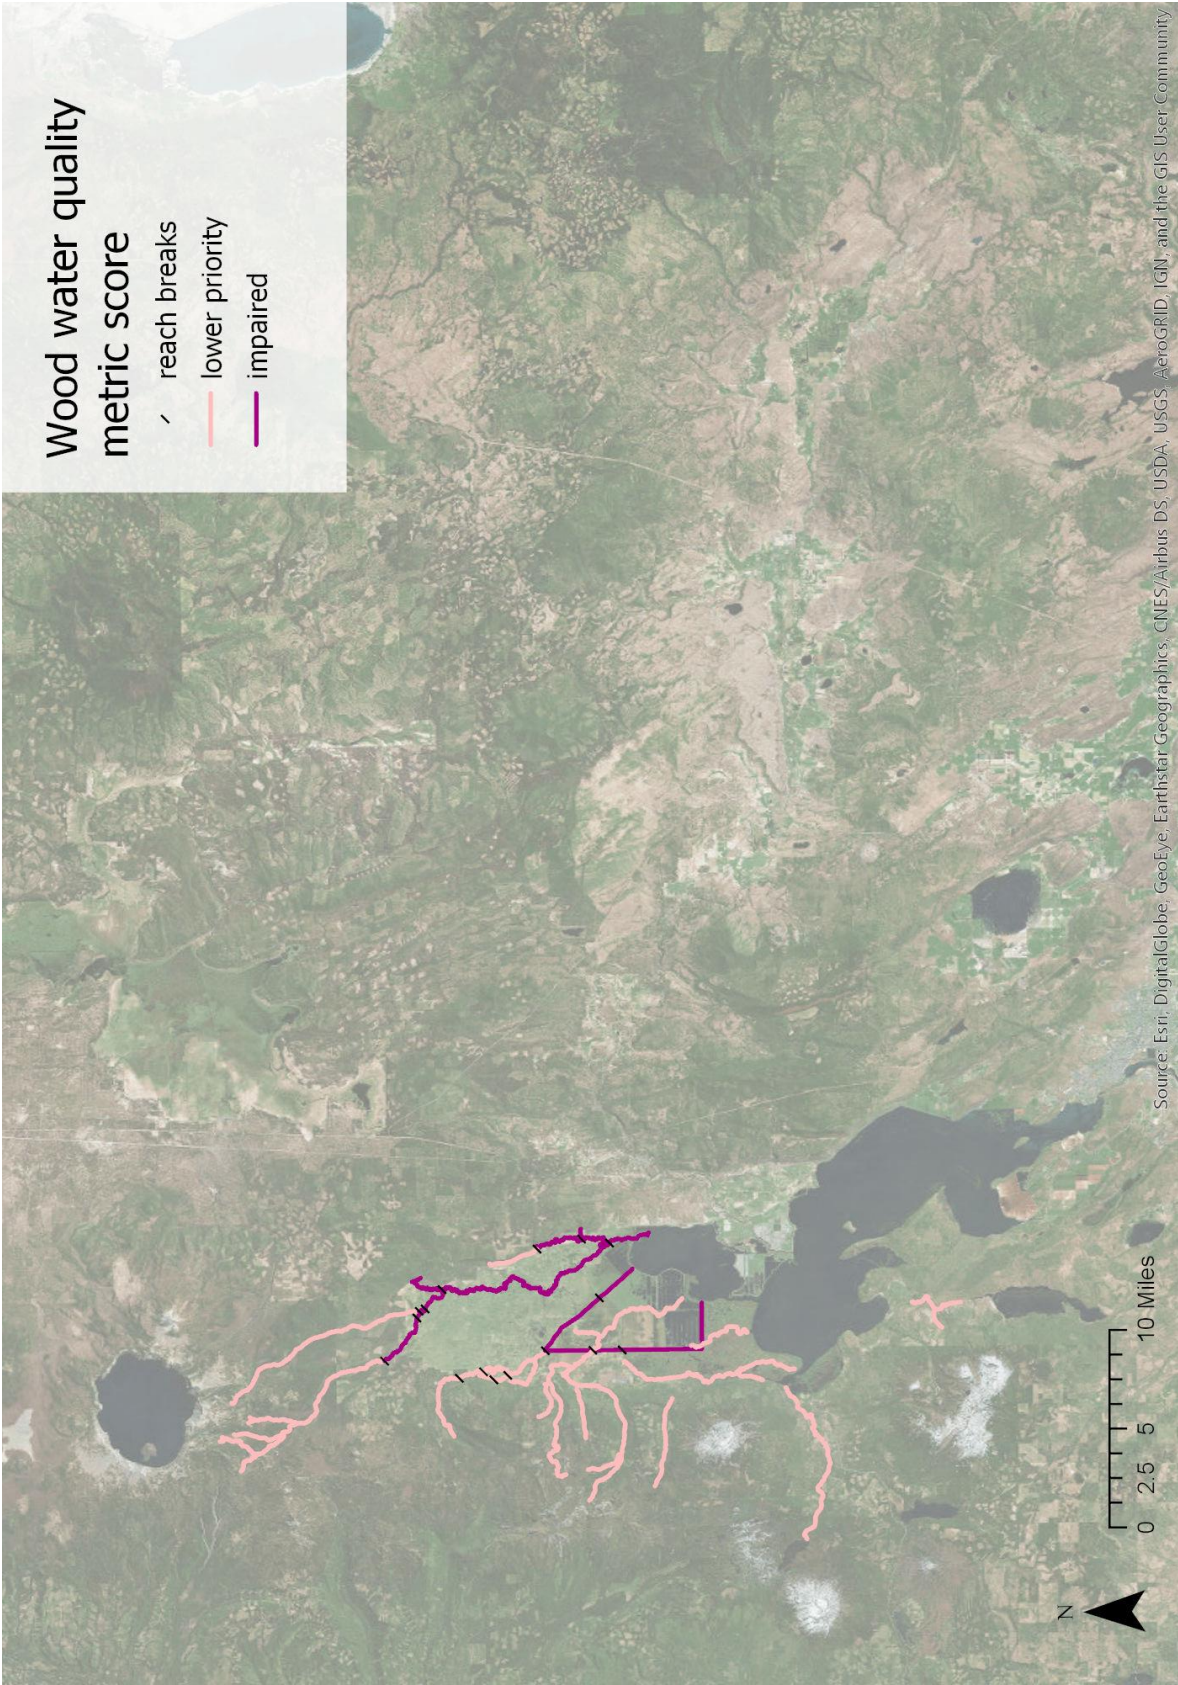 Wood water quality
metric score
reach breaks
lower priority
impaired
N
0 2.5 5 10 Miles
Source: Esri, DigitalGlobe, GeoEye, Earthstar Geographics, CNES/Airbus DS, USDA, USGS, AeroGRID, IGN, and the GIS User Community